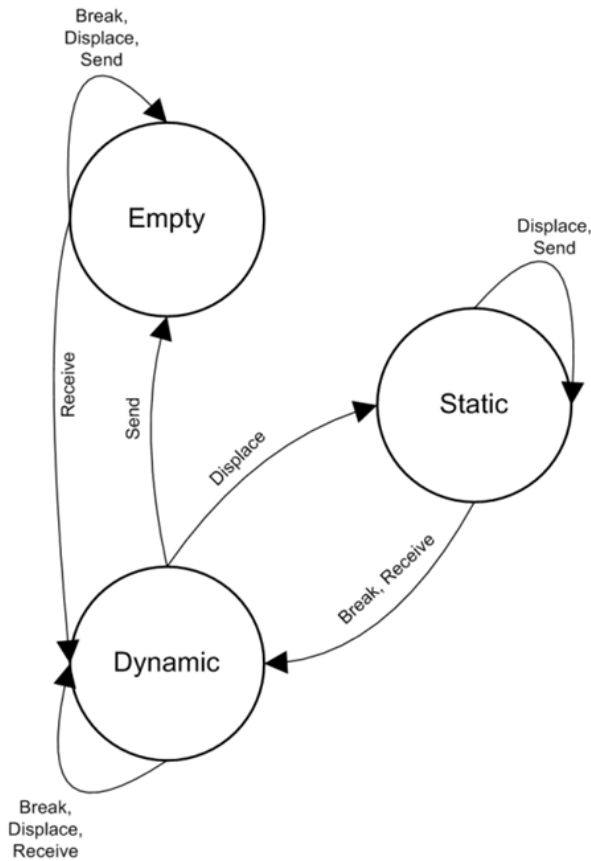 Break,
Displace,
Send
Empty
Displace,
Send
Receive
Send
Static
Displace
Break, Receive
Dynamic
Break,
Displace,
Receive